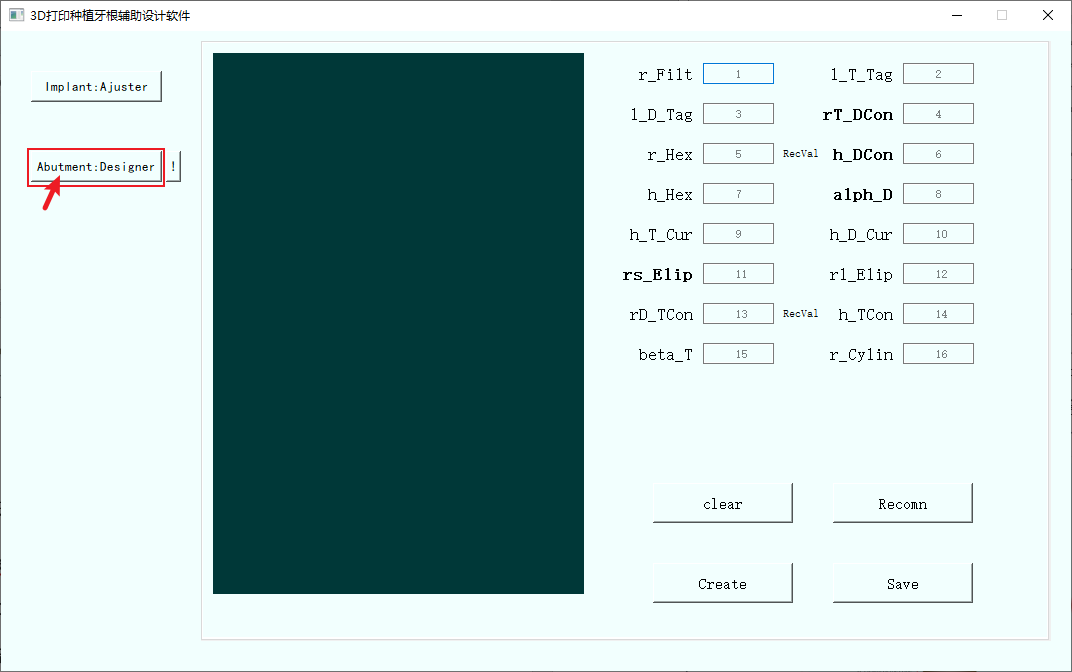 3D打印种植牙根辅助设计软件
Implant:Ajuster
Abutment:Designer !
r_Filt 1 l_T_Tag 2
l_D_Tag 3 rT_DCon 4
r_Hex 5 RecVal h_DCon 6
h_Hex 7 alph_D 8
h_T_Cur 9 h_D_Cur 10
rs_Elip 11 rl_Elip 12
rD_TCon 13 RecVal h_TCon 14
beta_T 15 r_Cylin 16
clear Recomn
Create Save